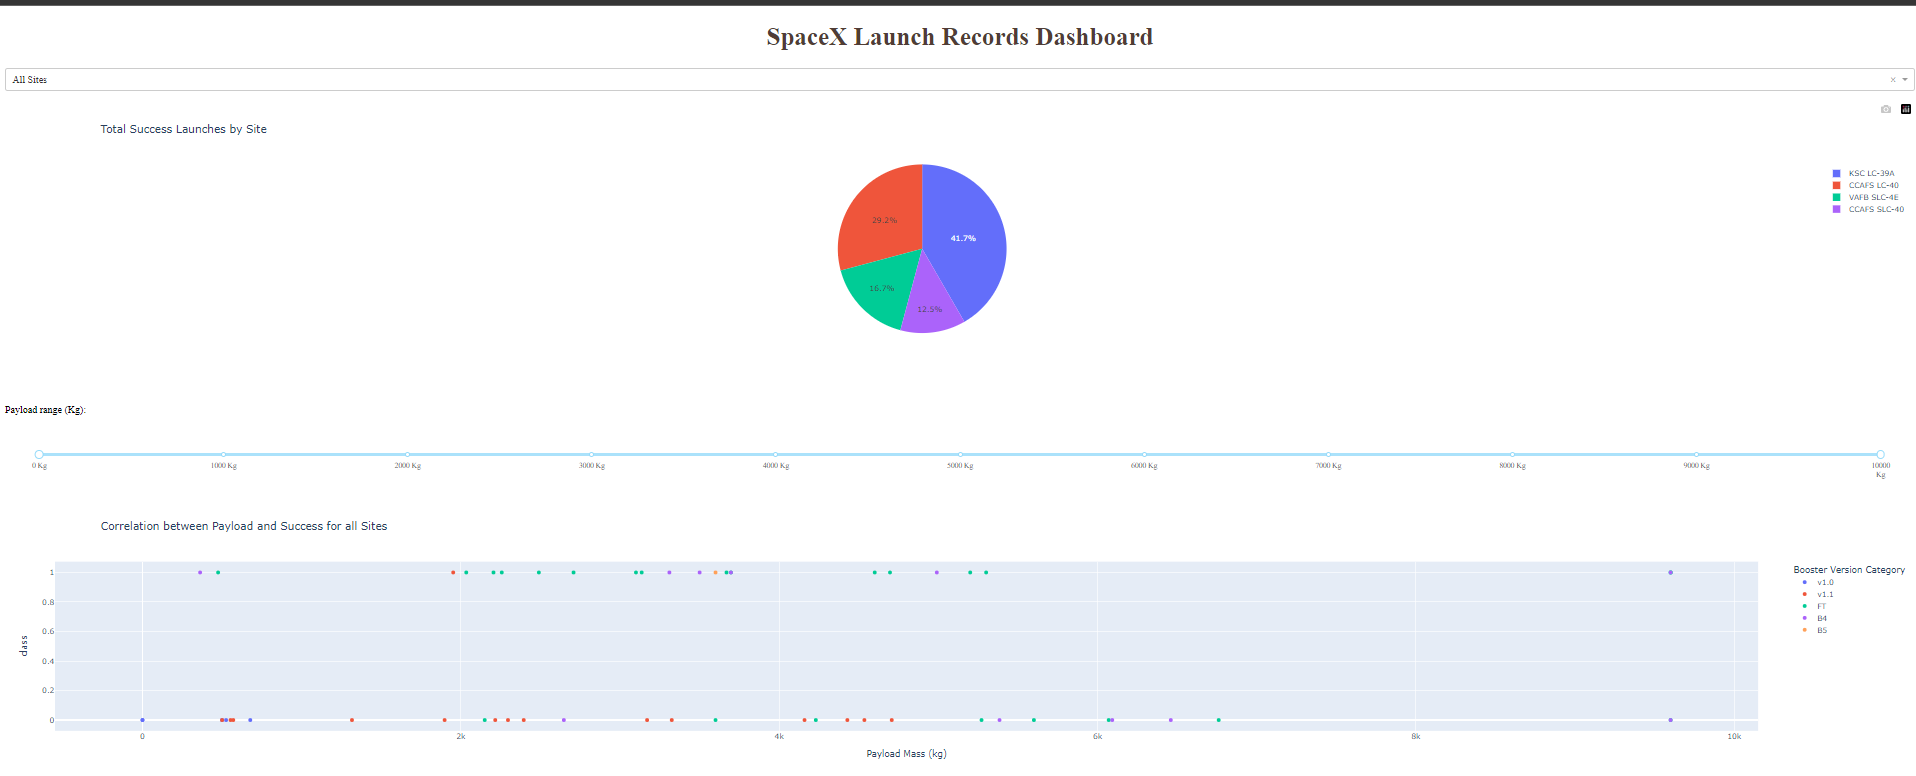 SpaceX Launch Records Dashboard
All Sites
Total Success Launches by Site
KSC LC-39A
CCAFS LC-40
VAFB SLC-4E
CCAFS SLC-40
29.2%
41.7%
16.7%
12.5%
Payload range (Kg):
0 Kg 1000 Kg 2000 Kg 3000 Kg 4000 Kg 5000 Kg 6000 Kg 7000 Kg 8000 Kg 9000 Kg 10000 Kg
Correlation between Payload and Success for all Sites
Booster Version Category
v1.0
v1.1
FT
B4
B5
class
1
0.8
0.6
0.4
0.2
0
0 2k 4k 6k 8k 10k
Payload Mass (kg)